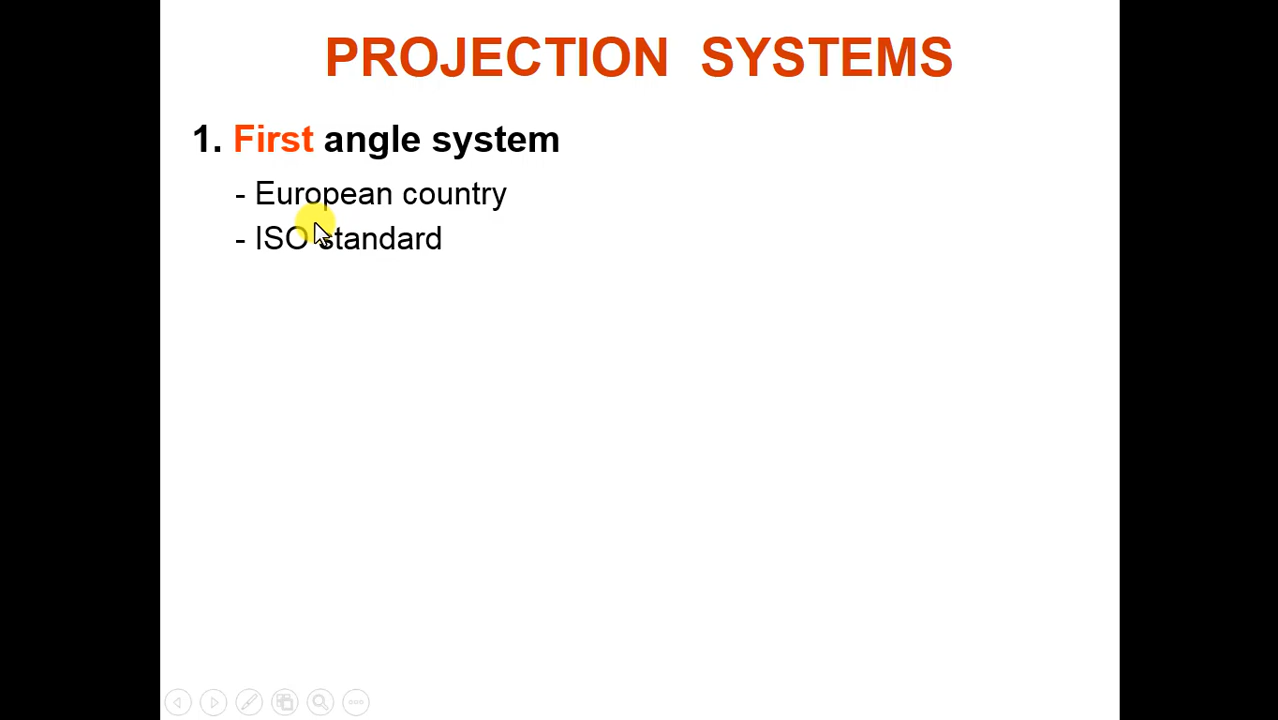 PROJECTION SYSTEMS
1. First angle system
- European country
- ISO standard